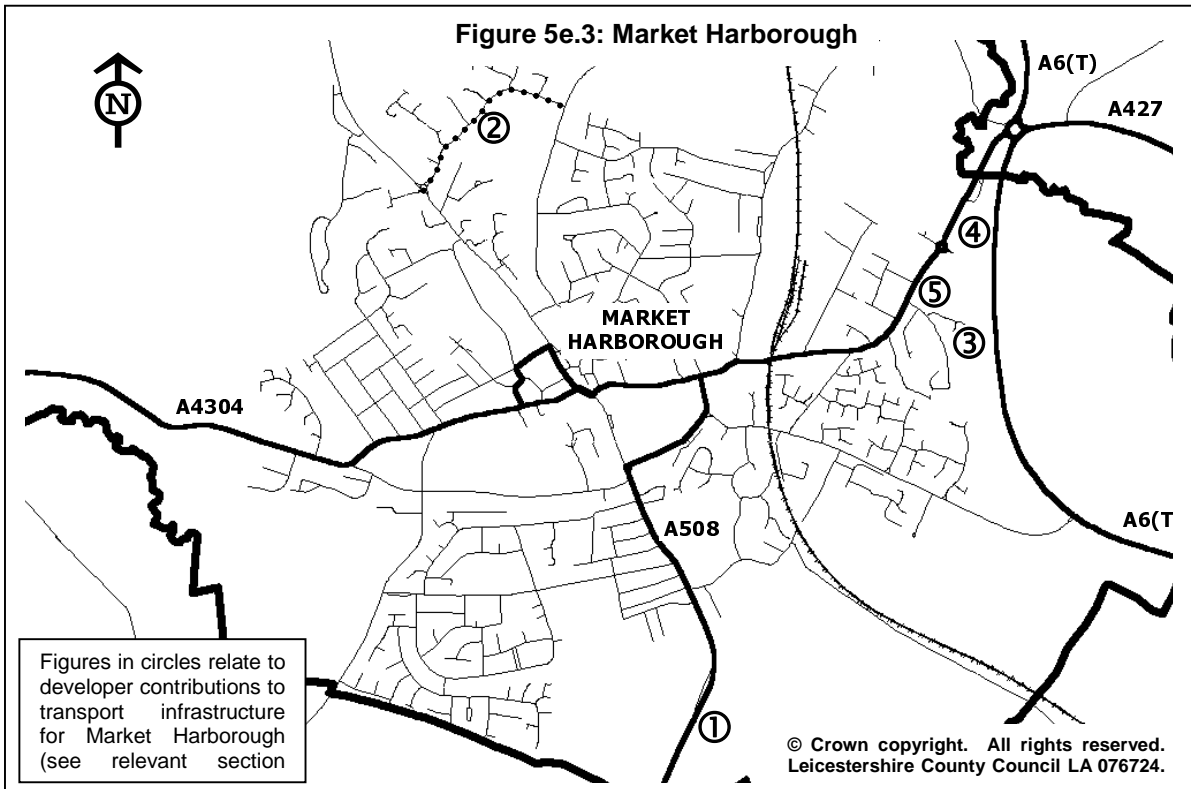 Figure 5e.3: Market Harborough
N
A6(T)
A427
②
④
⑤
③
MARKET
HARBOROUGH
A4304
A508
A6(T
①
Figures in circles relate to
developer contributions to
transport infrastructure
for Market Harborough
(see relevant section
© Crown copyright. All rights reserved.
Leicestershire County Council LA 076724.